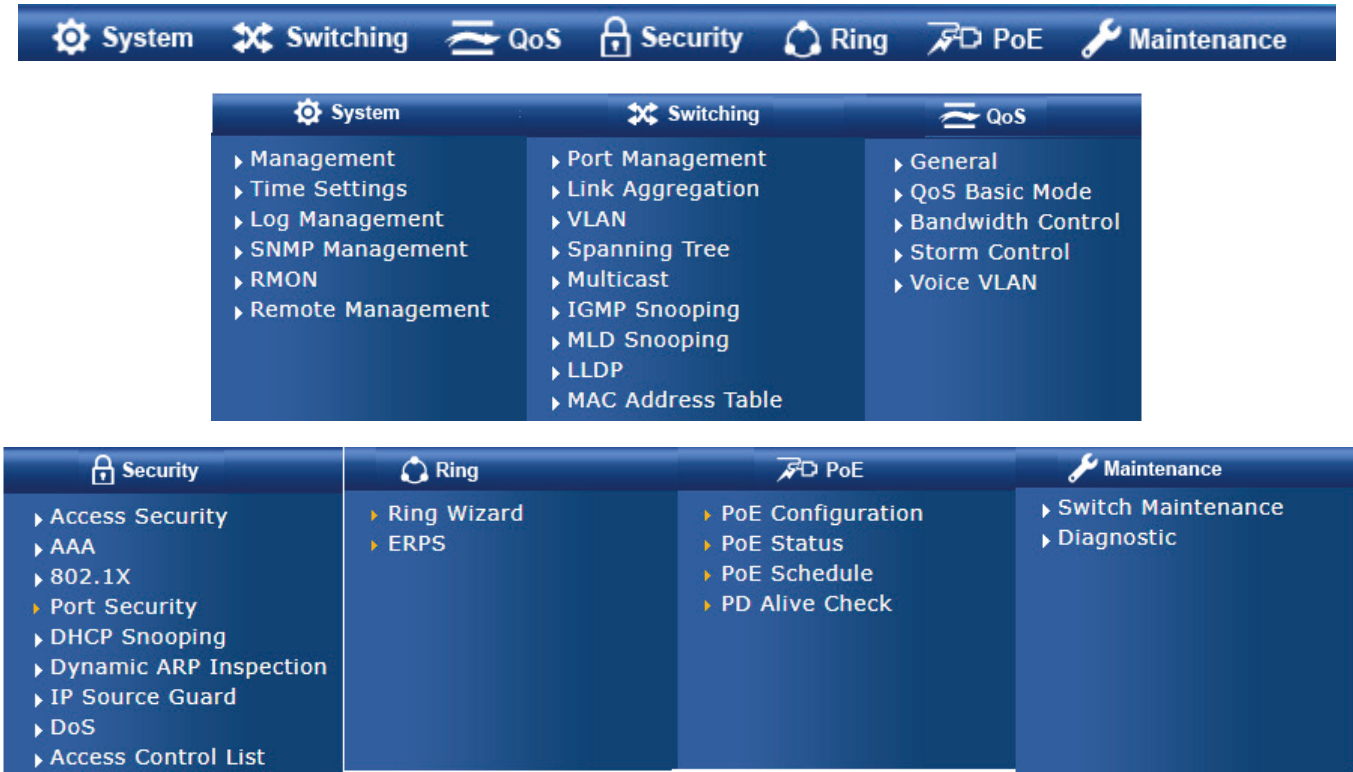 System Switching QoS Security Ring PoE Maintenance
System
Management
Time Settings
Log Management
SNMP Management
RMON
Remote Management
Switching
Port Management
Link Aggregation
VLAN
Spanning Tree
Multicast
IGMP Snooping
MLD Snooping
LLDP
MAC Address Table
QoS
General
QoS Basic Mode
Bandwidth Control
Storm Control
Voice VLAN
Security
Access Security
AAA
802.1X
Port Security
DHCP Snooping
Dynamic ARP Inspection
IP Source Guard
DoS
Access Control List
Ring
Ring Wizard
ERPS
PoE
PoE Configuration
PoE Status
PoE Schedule
PD Alive Check
Maintenance
Switch Maintenance
Diagnostic